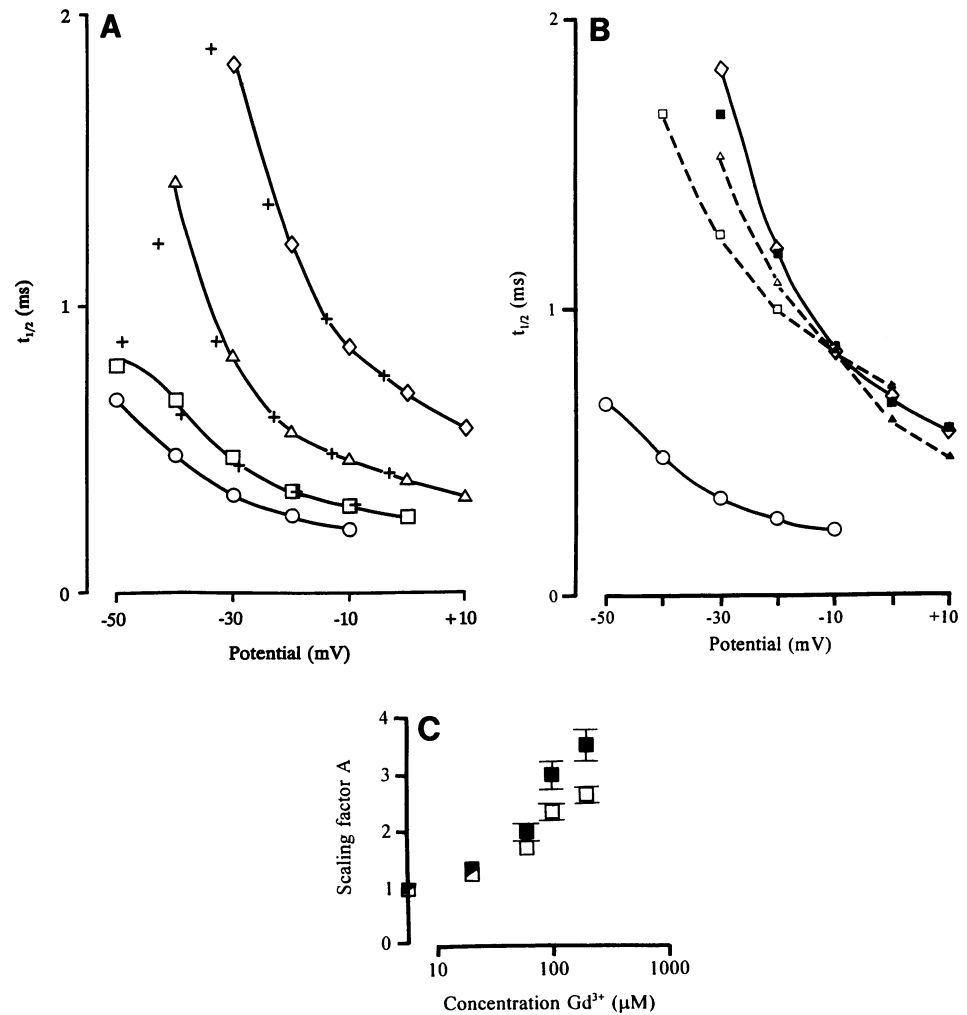 A
B
2
1
0
t1/2 (ms)
-50
-30
-10
+10
Potential (mV)
2
1
0
t1/2 (ms)
-50
-30
-10
+10
Potential (mV)
C
4
3
2
1
0
Scaling factor A
10
100
1000
Concentration Gd³⁺ (µM)